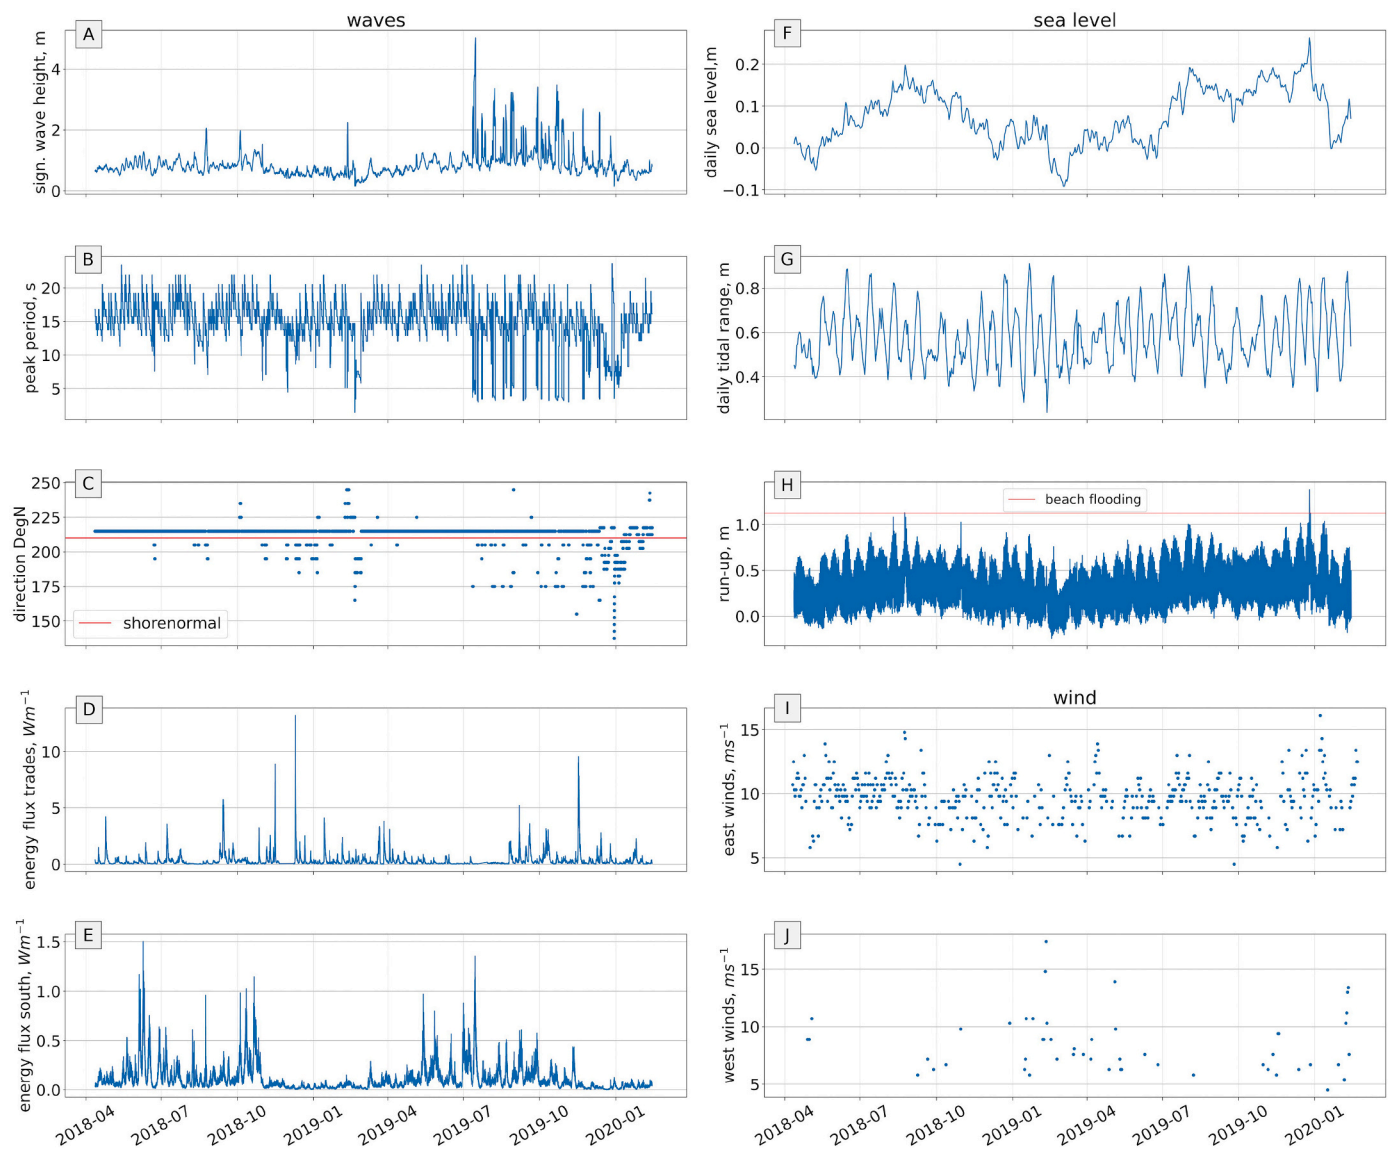 waves
A
sign. wave height, m
4
2
0
B
peak period, s
20
15
10
5
C
direction DegN
250
225
200
175
150
shorenormal
D
energy flux trades, Wm⁻¹
10
5
0
E
energy flux south, Wm⁻¹
1.5
1.0
0.5
0.0
2018-04
2018-07
2018-10
2019-01
2019-04
2019-07
2019-10
2020-01
sea level
F
daily sea level,m
0.2
0.1
0.0
−0.1
G
daily tidal range, m
0.8
0.6
0.4
H
run-up, m
1.0
0.5
0.0
beach flooding
wind
I
east winds, ms⁻¹
15
10
5
J
west winds, ms⁻¹
15
10
5
2018-04
2018-07
2018-10
2019-01
2019-04
2019-07
2019-10
2020-01